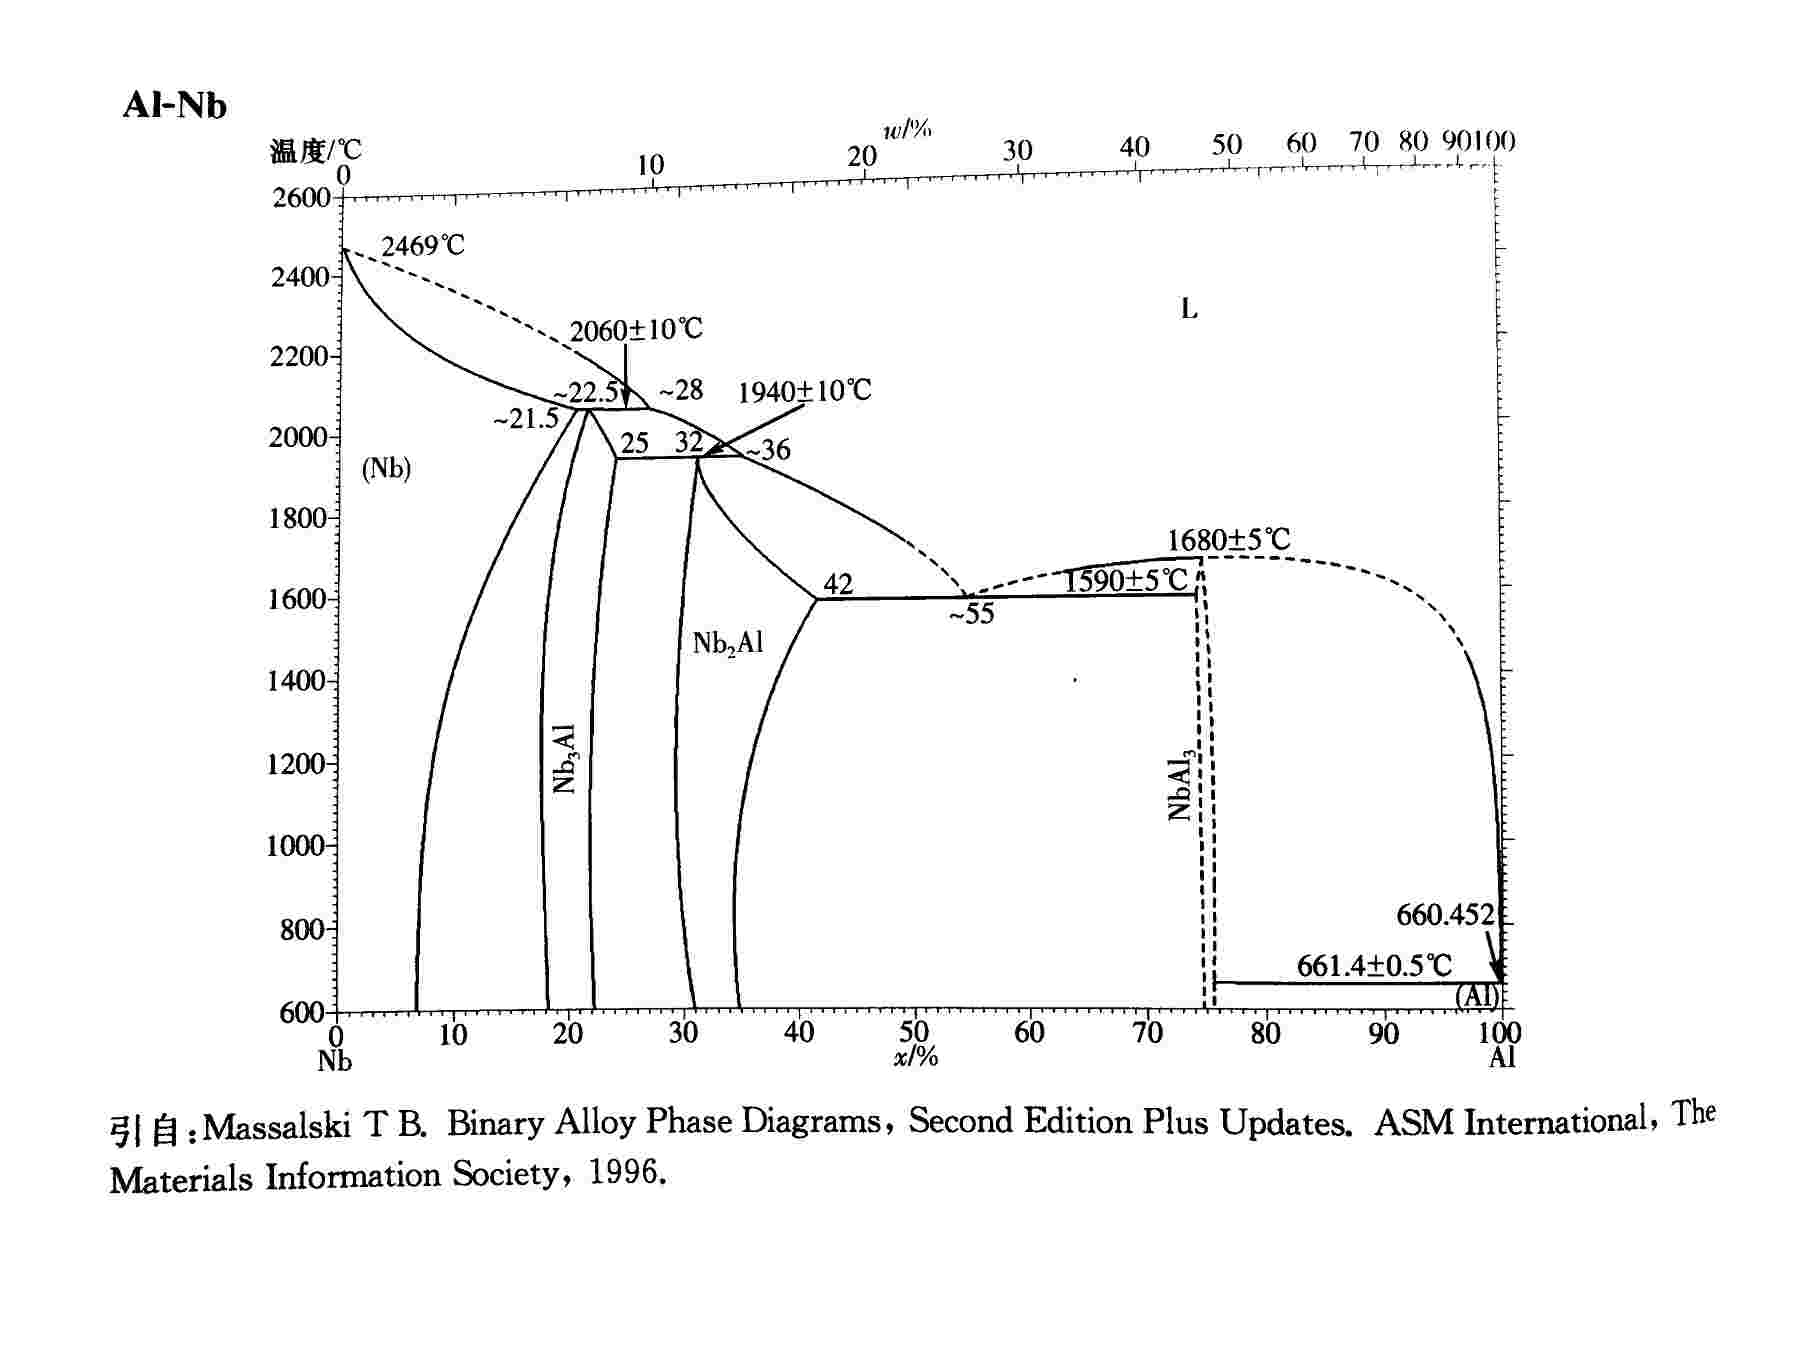 Al-Nb
w/%
温度/℃
0 10 20 30 40 50 60 70 80 90 100
2600
2469℃
2400
L
2060±10℃
2200
~22.5 ~28 1940±10℃
~21.5
2000
25 32 ~36
(Nb)
1800
1680±5℃
1590±5℃
42
1600
~55
Nb₂Al
1400
Nb₃Al
NbAl₃
1200
1000
660.452
800
661.4±0.5℃
(Al)
600
0 10 20 30 40 50 60 70 80 90 100
Nb x/% Al
引自:Massalski T B. Binary Alloy Phase Diagrams, Second Edition Plus Updates. ASM International, The
Materials Information Society, 1996.